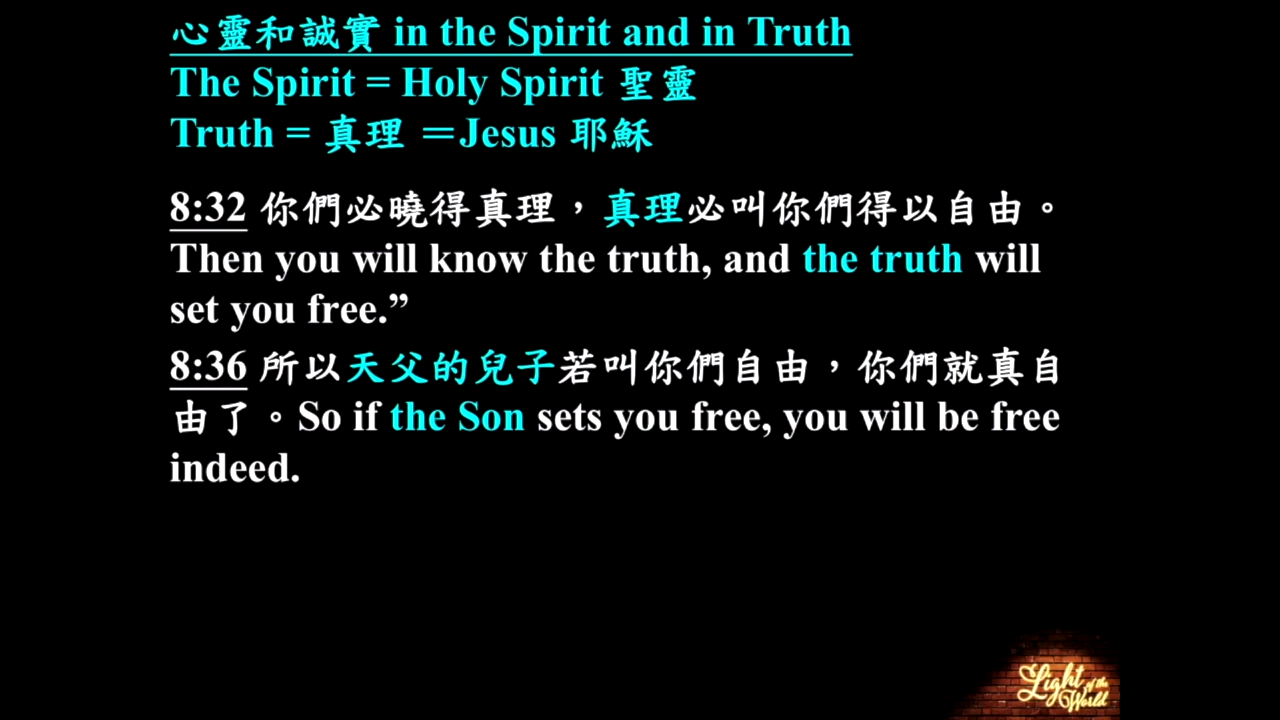 心靈和誠實 in the Spirit and in Truth
The Spirit = Holy Spirit 聖靈
Truth = 真理 ＝Jesus 耶穌
8:32 你們必曉得真理，真理必叫你們得以自由。
Then you will know the truth, and the truth will
set you free.”
8:36 所以天父的兒子若叫你們自由，你們就真自
由了。So if the Son sets you free, you will be free
indeed.
Light of the World